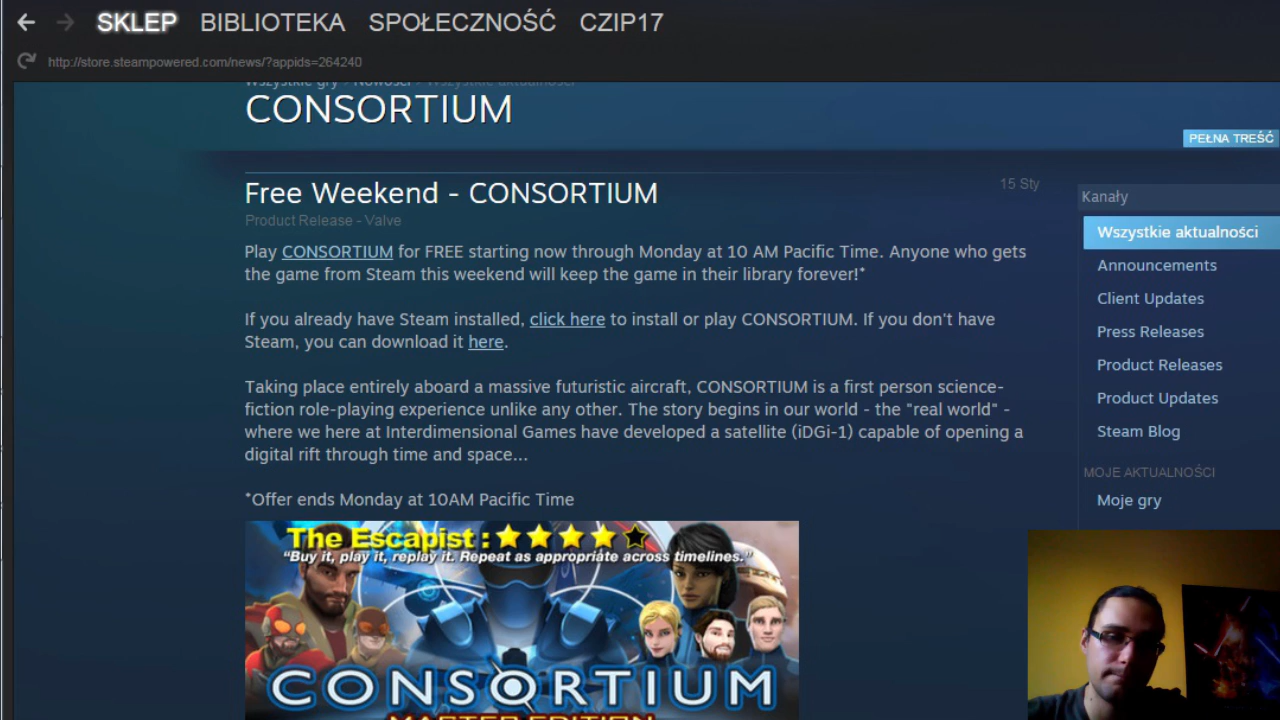 SKLEP BIBLIOTEKA SPOŁECZNOŚĆ CZIP17
http://store.steampowered.com/news/?appids=264240
Wszystkie gry > Nowości > Wszystkie aktualności
CONSORTIUM
PEŁNA TREŚĆ
Free Weekend - CONSORTIUM
15 Sty
Product Release - Valve
Play CONSORTIUM for FREE starting now through Monday at 10 AM Pacific Time. Anyone who gets
the game from Steam this weekend will keep the game in their library forever!*
If you already have Steam installed, click here to install or play CONSORTIUM. If you don't have
Steam, you can download it here.
Taking place entirely aboard a massive futuristic aircraft, CONSORTIUM is a first person science-
fiction role-playing experience unlike any other. The story begins in our world - the "real world" -
where we here at Interdimensional Games have developed a satellite (iDGi-1) capable of opening a
digital rift through time and space...
*Offer ends Monday at 10AM Pacific Time
The Escapist :
“Buy it, play it, replay it. Repeat as appropriate across timelines.”
CONSORTIUM
MASTER EDITION
Kanały
Wszystkie aktualności
Announcements
Client Updates
Press Releases
Product Releases
Product Updates
Steam Blog
MOJE AKTUALNOŚCI
Moje gry